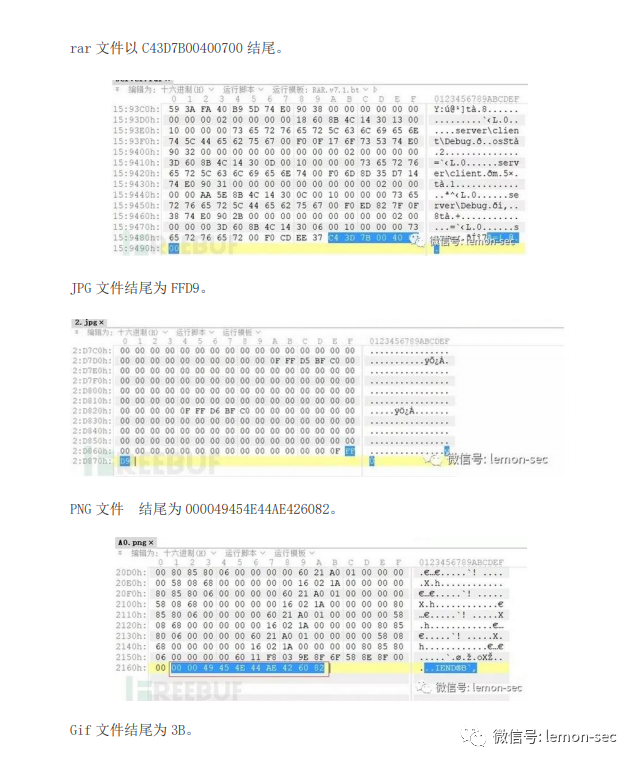 rar 文件以 C43D7B00400700 结尾。
编辑为: 十六进制(H) 运行脚本 运行模板: RAR.v7.1.bt
0 1 2 3 4 5 6 7 8 9 A B C D E F 0123456789ABCDEF
15:93C0h: 59 3A FA 40 B9 5D 74 E0 90 38 00 00 00 00 00 00
15:93D0h: 00 00 00 02 00 00 00 00 18 60 8B 4C 14 30 13 00
15:93E0h: 10 00 00 00 73 65 72 76 65 72 5C 63 6C 69 65 6E ....server\clien
15:93F0h: 74 5C 44 65 62 75 67 00 F0 0F 17 6F 73 53 74 E0
15:9400h: 90 32 00 00 00 00 00 00 00 00 00 02 00 00 00 00
15:9410h: 3D 60 8B 4C 14 30 0D 00 10 00 00 00 73 65 72 76
15:9420h: 65 72 5C 63 6C 69 65 6E 74 00 F0 6D 8D 35 D7 14
15:9430h: 74 E0 90 31 00 00 00 00 00 00 00 00 00 02 00 00
15:9440h: 00 00 AA 5E 8B 4C 14 30 0C 00 10 00 00 00 73 65
15:9450h: 72 76 65 72 5C 44 65 62 75 67 00 F0 ED 82 7F 0F
15:9460h: 38 74 E0 90 2B 00 00 00 00 00 00 00 00 00 02 00
15:9470h: 00 00 00 3D 60 8B 4C 14 30 06 00 10 00 00 00 73
15:9480h: 65 72 76 65 72 00 F0 CD EE 37 C4 3D 7B 00 40
15:9490h: 00
微信号: lemon-sec
REEBUF
JPG 文件结尾为 FFD9。
2.jpg×
编辑为: 十六进制(H) 运行脚本 运行模板
0 1 2 3 4 5 6 7 8 9 A B C D E F 0123456789ABCDEF
2:D7C0h: 00 00 00 00 00 00 00 00 00 00 00 00 00 00 00 00 ................
2:D7D0h: 00 00 00 00 00 00 00 00 00 0F FF D5 BF C0 00 00
2:D7E0h: 00 00 00 00 00 00 00 00 00 00 00 00 00 00 00 00 ................
2:D7F0h: 00 00 00 00 00 00 00 00 00 00 00 00 00 00 00 00 ................
2:D800h: 00 00 00 00 00 00 00 00 00 00 00 00 00 00 00 00 ................
2:D810h: 00 00 00 00 00 00 00 00 00 00 00 00 00 00 00 00 ................
2:D820h: 00 00 00 00 0F FF D6 BF C0 00 00 00 00 00 00 00
2:D830h: 00 00 00 00 00 00 00 00 00 00 00 00 00 00 00 00 ................
2:D840h: 00 00 00 00 00 00 00 00 00 00 00 00 00 00 00 00 ................
2:D850h: 00 00 00 00 00 00 00 00 00 00 00 00 00 00 00 00 ................
2:D860h: 00 00 00 00 00 00 00 00 00 00 00 00 00 00 0F FF
2:D870h: D9
微信号: lemon-sec
REEBUF
PNG 文件 结尾为 000049454E44AE426082。
A0.png×
编辑为: 十六进制(H) 运行脚本 运行模板
0 1 2 3 4 5 6 7 8 9 A B C D E F 0123456789ABCDEF
20D0h: 00 80 85 80 06 00 00 00 00 60 21 A0 01 00 00 00
20E0h: 00 58 08 68 00 00 00 00 00 16 02 1A 00 00 00 00
20F0h: 80 85 80 06 00 00 00 00 60 21 A0 01 00 00 00 00
2100h: 58 08 68 00 00 00 00 00 16 02 1A 00 00 00 00 80
2110h: 85 80 06 00 00 00 00 60 21 A0 01 00 00 00 00 58
2120h: 08 68 00 00 00 00 00 16 02 1A 00 00 00 00 80 85
2130h: 80 06 00 00 00 00 60 21 A0 01 00 00 00 00 58 08
2140h: 68 00 00 00 00 00 16 02 1A 00 00 00 00 80 85 80
2150h: 06 00 00 00 00 60 11 F8 03 9E 8F 6F 58 8E 8F 00
2160h: 00 00 00 49 45 4E 44 AE 42 60 82 ...IEND®B`‚
REEBUF
微信号: lemon-sec
Gif 文件结尾为 3B。
微信号: lemon-sec